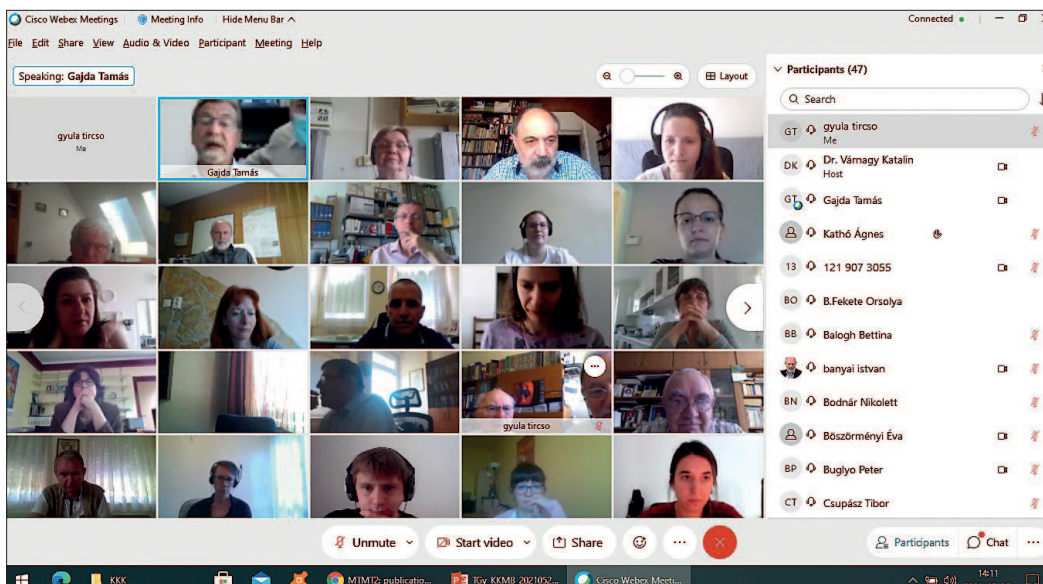 Cisco Webex Meetings Meeting Info Hide Menu Bar Connected
File Edit Share View Audio & Video Participant Meeting Help
Speaking: Gajda Tamás
Layout
gyula tircso
Me
Gajda Tamás
gyula tircso
Participants (47)
Search
GT gyula tircso
Me
DK Dr. Várnagy Katalin
Host
GT Gajda Tamás
Kathó Ágnes
13 121 907 3055
BO B.Fekete Orsolya
BB Balogh Bettina
banyai istvan
BN Bodnár Nikolett
Böszörményi Éva
BP Buglyo Peter
CT Csupász Tibor
Unmute Start video Share
Participants Chat
KKK MTMT2: publicatio... TGy_KKMB_2021052... Cisco Webex Meeti... 14:11